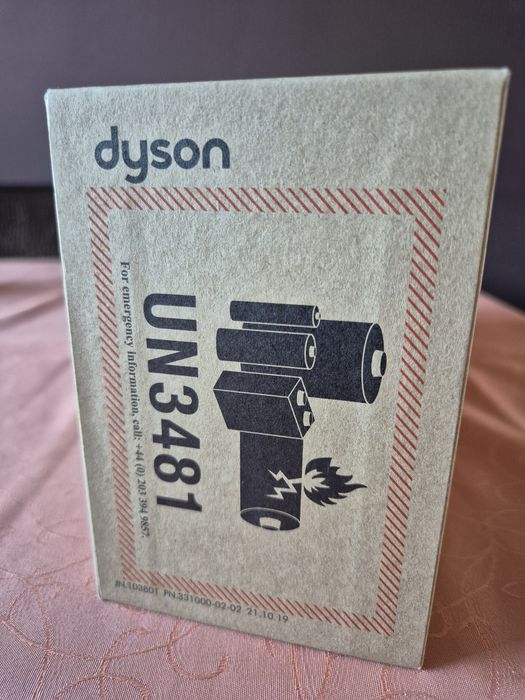 dyson
UN3481
For emergency information, call: +44 (0) 203 394 9857.
JN.103801 PN.331000-02-02 21.10.19